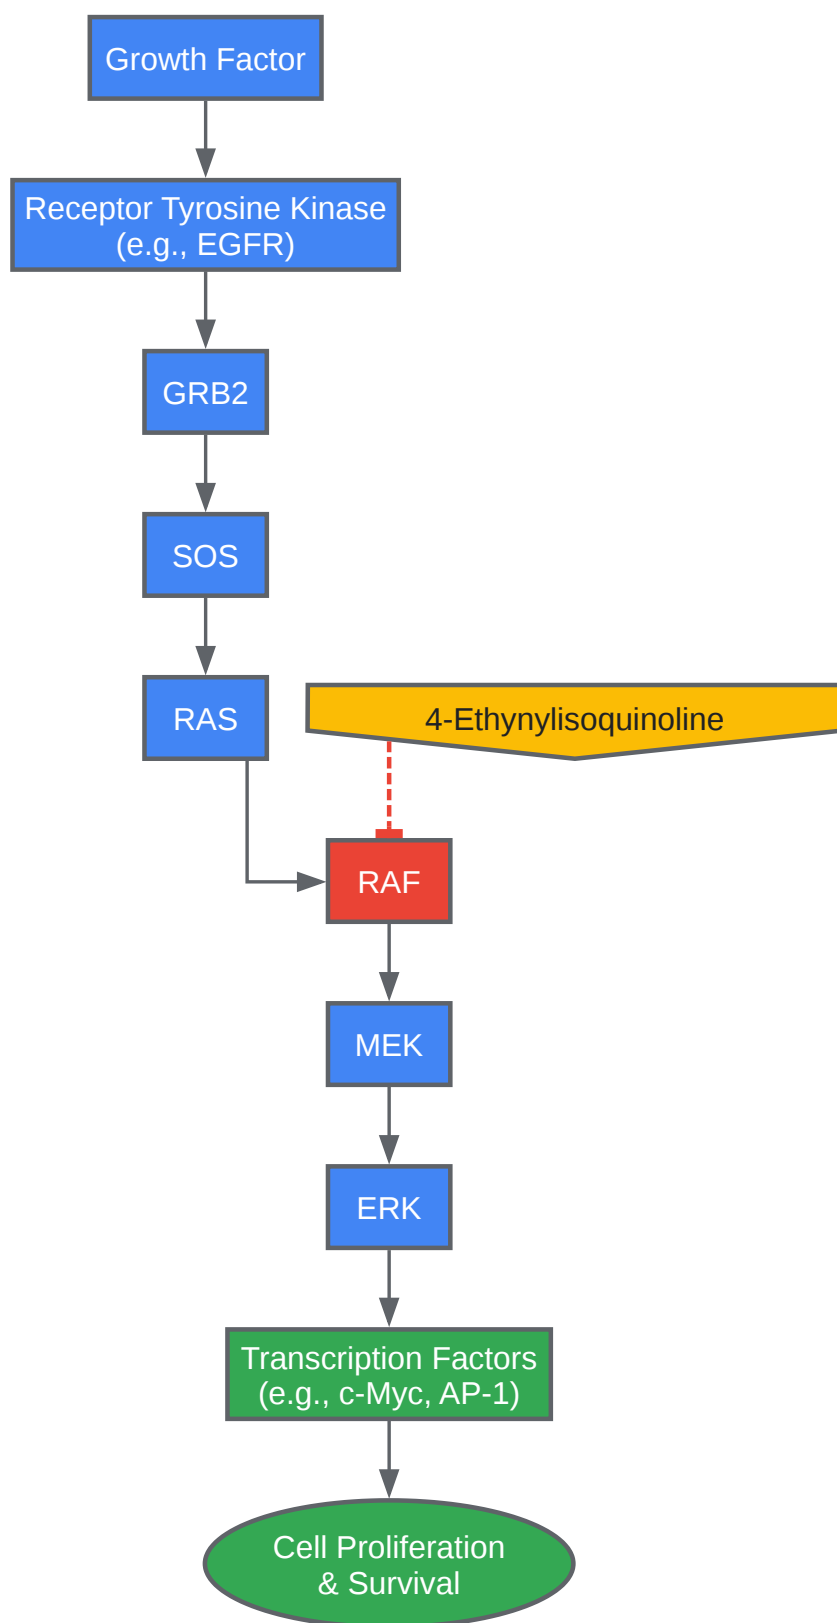 Growth Factor
Receptor Tyrosine Kinase
(e.g., EGFR)
GRB2
SOS
RAS
4-Ethynylisoquinoline
RAF
MEK
ERK
Transcription Factors
(e.g., c-Myc, AP-1)
Cell Proliferation
& Survival